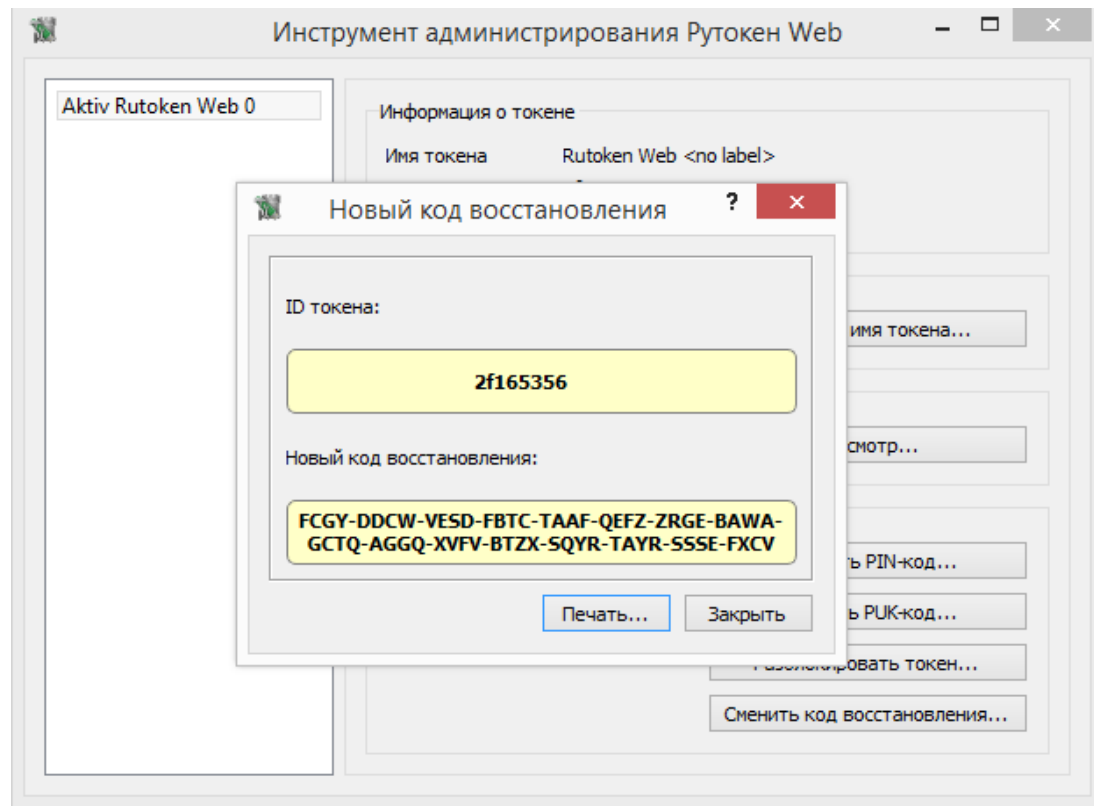 Инструмент администрирования Рутокен Web
Aktiv Rutoken Web 0
Информация о токене
Имя токена Rutoken Web <no label>
Новый код восстановления
ID токена:
2f165356
Новый код восстановления:
FCGY-DDCW-VESD-FBTC-TAAF-QEFZ-ZRGE-BAWA-
GCTQ-AGGQ-XVFV-BTZX-SQYR-TAYR-SSSE-FXCV
Печать...
Закрыть
имя токена...
смотр...
ь PIN-код...
ь PUK-код...
Разблокировать токен...
Сменить код восстановления...